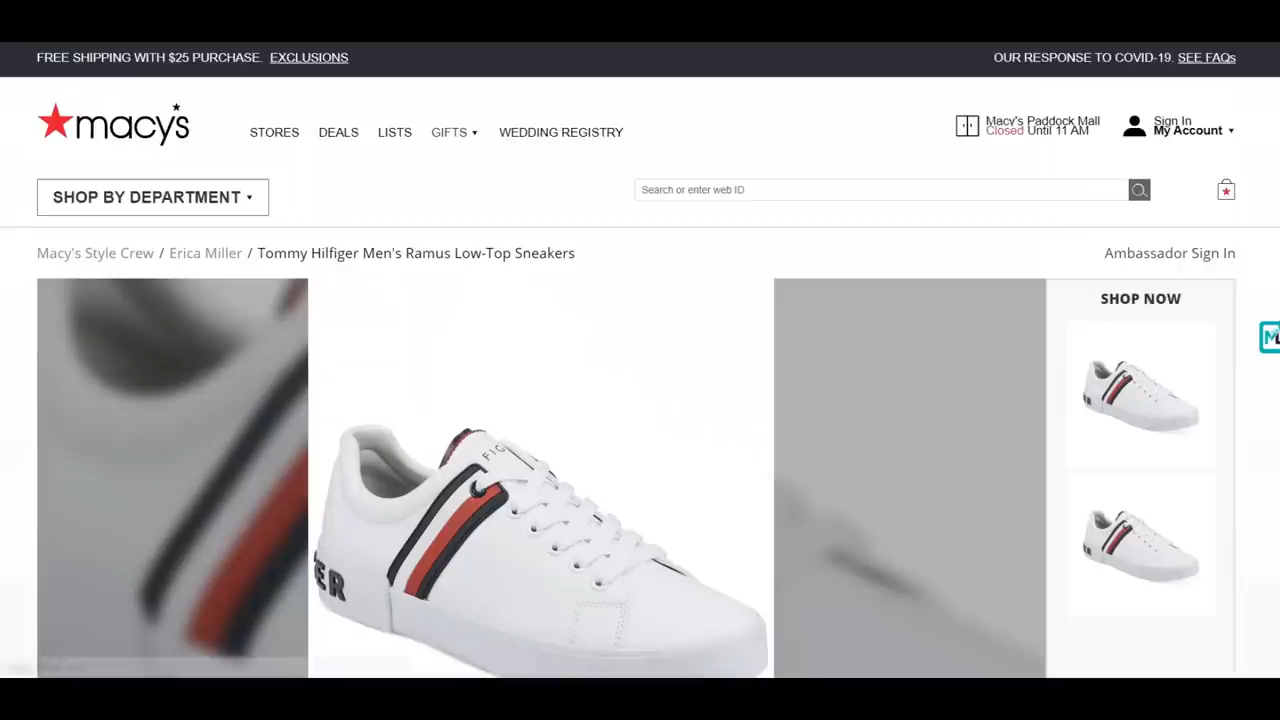 FREE SHIPPING WITH $25 PURCHASE. EXCLUSIONS
OUR RESPONSE TO COVID-19. SEE FAQs
macy's
STORES DEALS LISTS GIFTS WEDDING REGISTRY
Macy's Paddock Mall
Closed Until 11 AM
Sign In
My Account
SHOP BY DEPARTMENT
Search or enter web ID
Macy's Style Crew / Erica Miller / Tommy Hilfiger Men's Ramus Low-Top Sneakers
Ambassador Sign In
SHOP NOW
FIG
ER